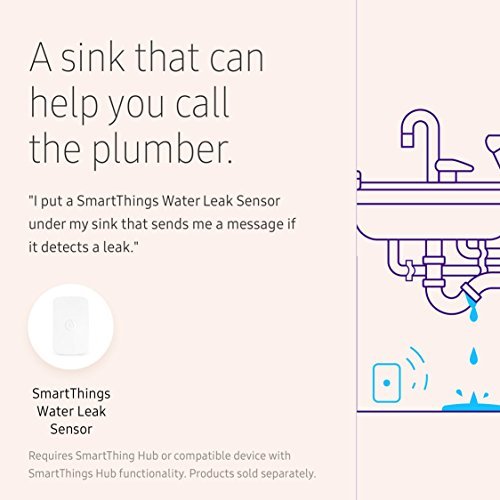 A sink that can
help you call
the plumber.
"I put a SmartThings Water Leak Sensor
under my sink that sends me a message if
it detects a leak."
SmartThings
Water Leak
Sensor
Requires SmartThing Hub or compatible device with
SmartThings Hub functionality. Products sold separately.